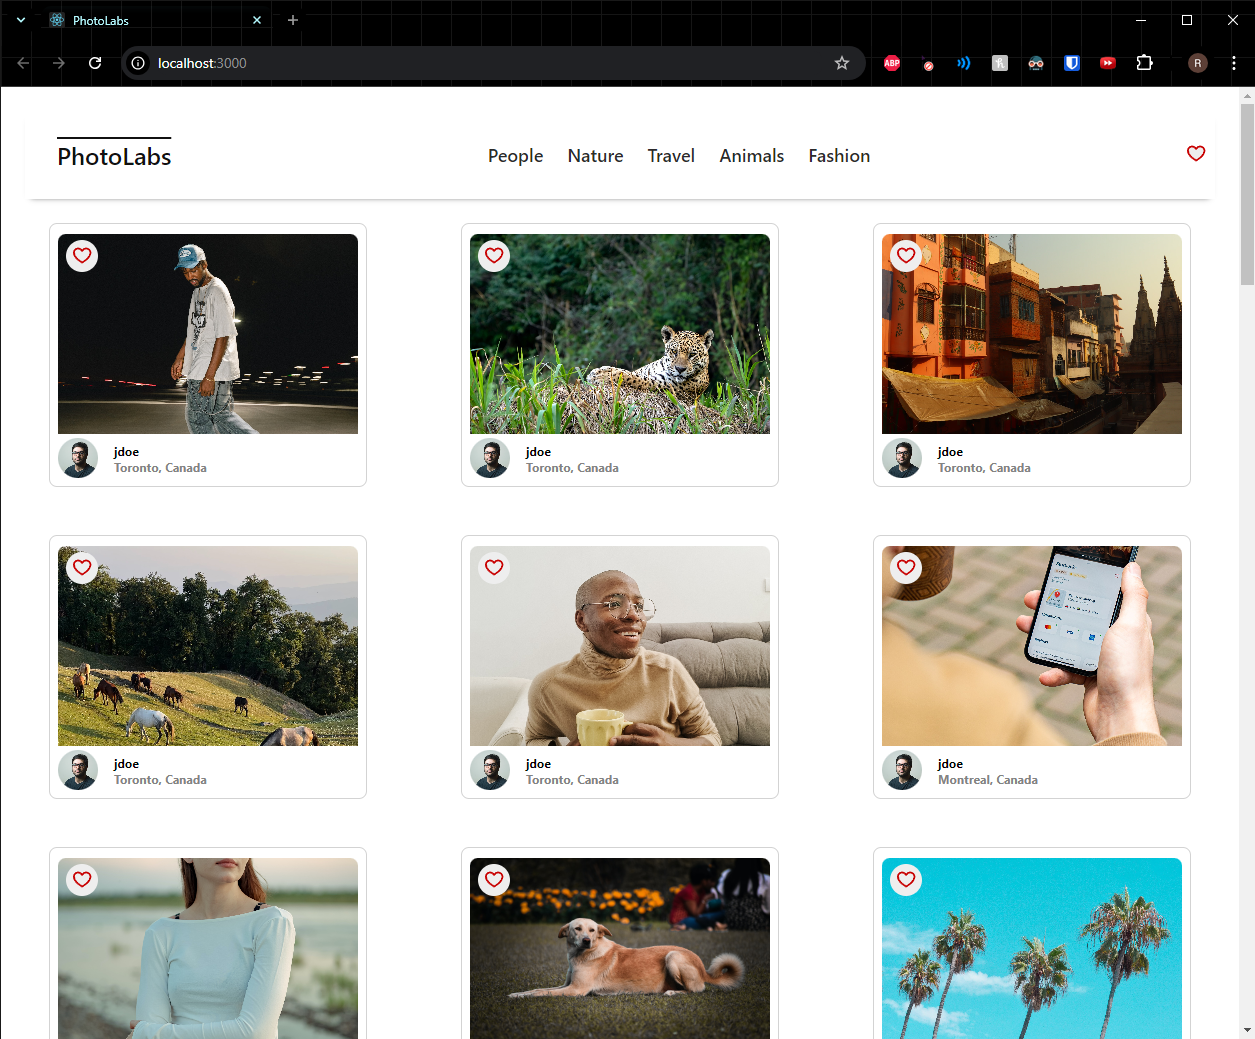 PhotoLabs
localhost:3000
ABP
R
PhotoLabs
People Nature Travel Animals Fashion
jdoe
Toronto, Canada
jdoe
Toronto, Canada
jdoe
Toronto, Canada
jdoe
Toronto, Canada
jdoe
Toronto, Canada
jdoe
Montreal, Canada